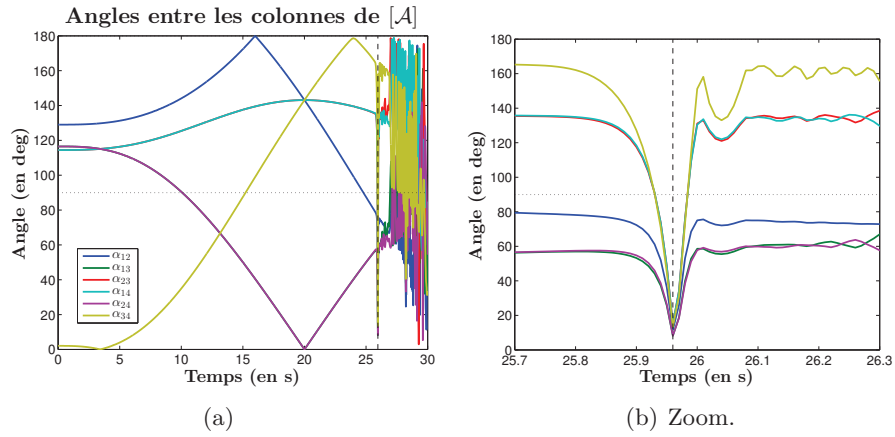 Angles entre les colonnes de [𝒜]
Angle (en deg)
180
160
140
120
100
80
60
40
20
0
α12
α13
α23
α14
α24
α34
0 5 10 15 20 25 30
Temps (en s)
(a)
Angle (en deg)
180
160
140
120
100
80
60
40
20
0
25.7 25.8 25.9 26 26.1 26.2 26.3
Temps (en s)
(b) Zoom.